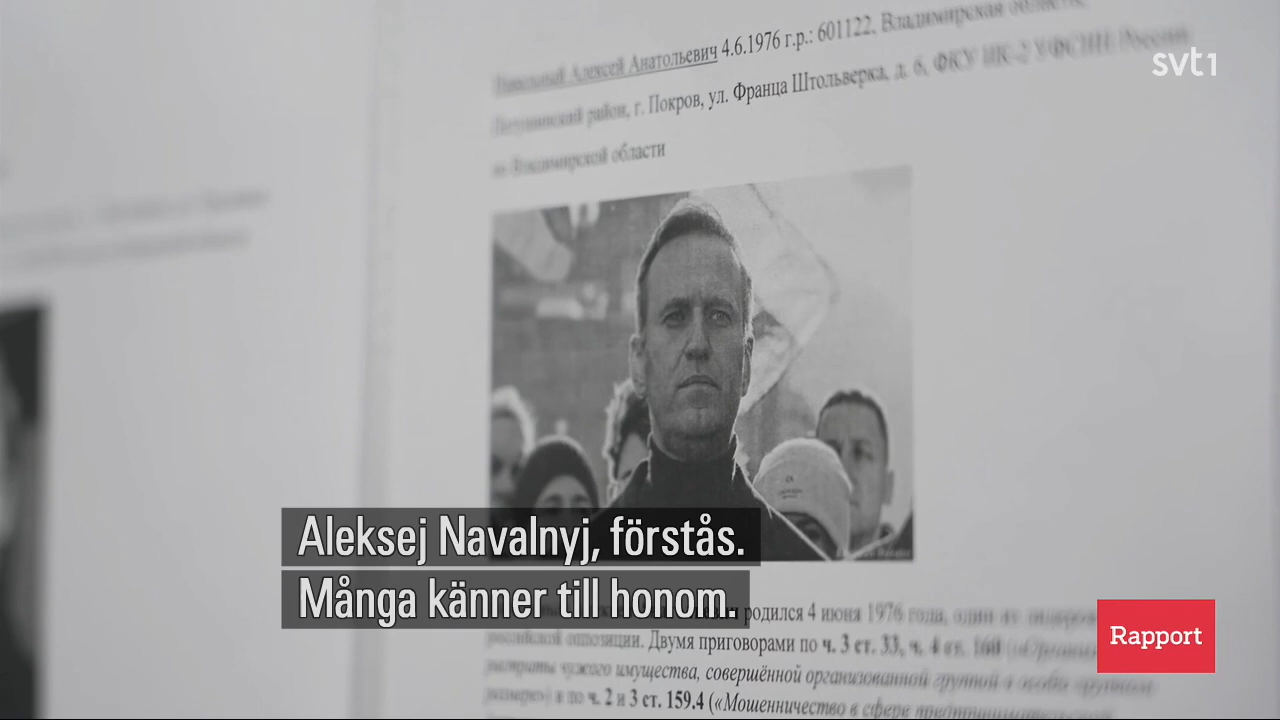 svt1
Навальный Алексей Анатольевич 4.6.1976 г.р.: 601122, Владимирская область,
район, г. Покров, ул. Франца Штольверка, д. 6, ФКУ ИК-2 УФСИН России
по Владимирской области
Aleksej Navalnyj, förstås.
Många känner till honom.
родился 4 июня 1976 года, один из лидеров
российской оппозиции. Двумя приговорами по ч. 3 ст. 33, ч. 4 ст. 160
растраты чужого имущества, совершённой организованной группой в особо крупном
размере») и по ч. 2 и 3 ст. 159.4 («Мошенничество в сфере предпринимательской
Rapport